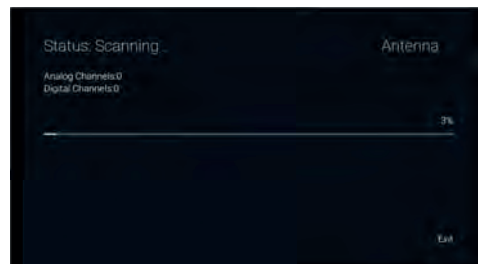 Status: Scanning...
Antenna
Analog Channels:0
Digital Channels:0
3%
Exit